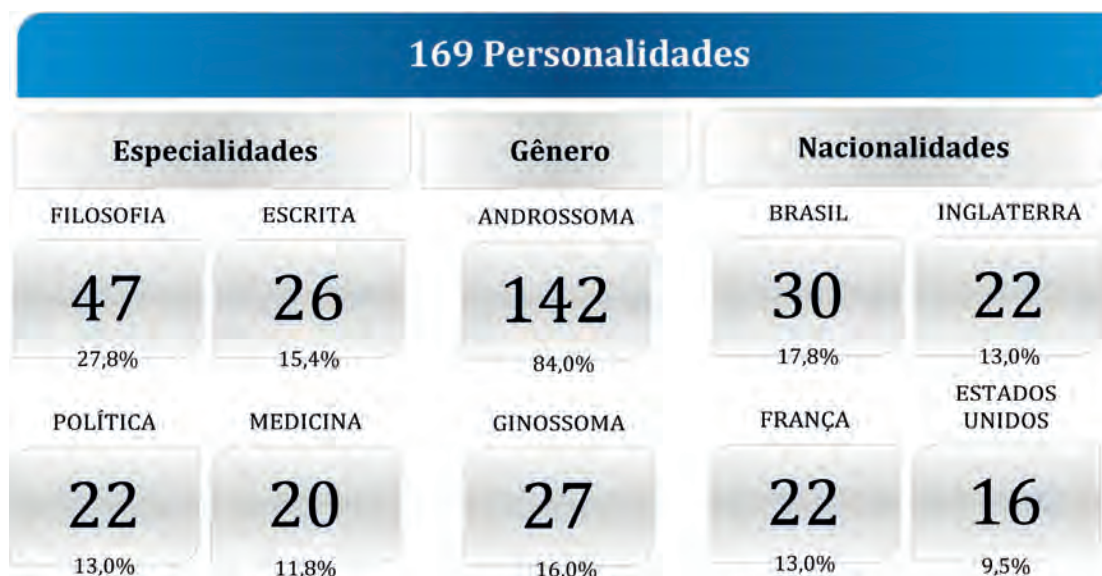 169 Personalidades
Especialidades
Gênero
Nacionalidades
FILOSOFIA
ESCRITA
ANDROSSOMA
BRASIL
INGLATERRA
47
26
142
30
22
27,8%
15,4%
84,0%
17,8%
13,0%
POLÍTICA
MEDICINA
GINOSSOMA
FRANÇA
ESTADOS
UNIDOS
22
20
27
22
16
13,0%
11,8%
16,0%
13,0%
9,5%